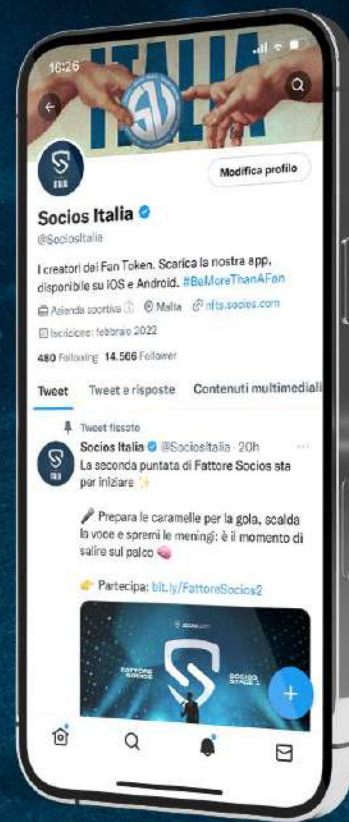 ITALIA
16:26
Modifica profilo
Socios Italia
@SociosItalia
I creatori dei Fan Token. Scarica la nostra app,
disponibile su iOS e Android. #BeMoreThanAFan
Azienda sportiva Malta nfts.socios.com
Iscrizione: febbraio 2022
480 Following 14.566 Follower
Tweet Tweet e risposte Contenuti multimediali
Tweet fissato
Socios Italia @SociosItalia · 20h
La seconda puntata di Fattore Socios sta
per iniziare ✨
🎤 Prepara le caramelle per la gola, scalda
la voce e spremi le meningi: è il momento di
salire sul palco 🧠
👉 Partecipa: bit.ly/FattoreSocios2
FATTORE SOCIOS
SOCIOS STAGE